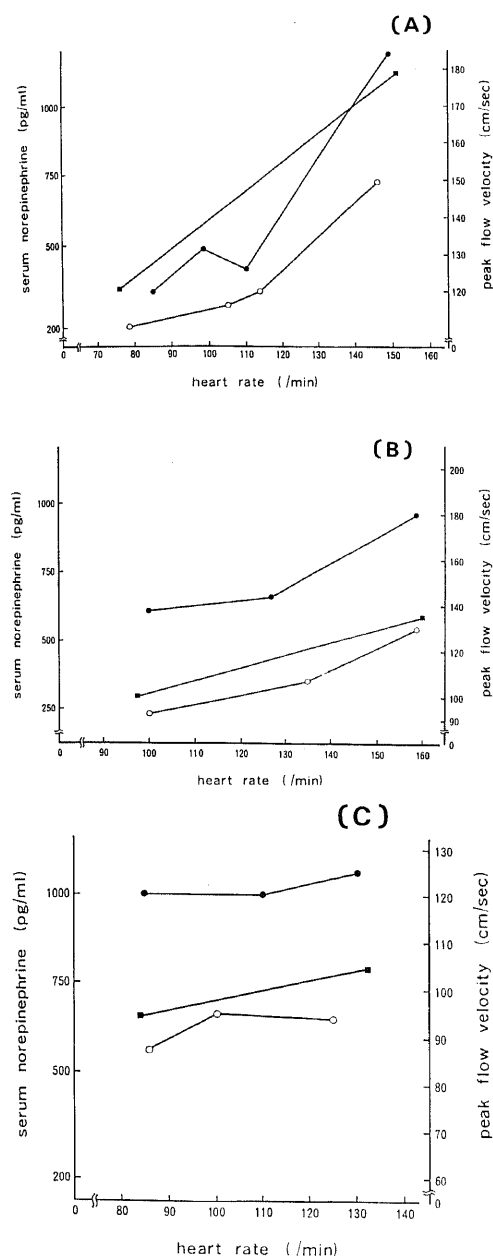 (A)
serum norepinephrine (pg/ml)
1000
750
500
200
peak flow velocity (cm/sec)
180
170
160
150
140
130
120
0
0 70 80 90 100 110 120 130 140 150 160
heart rate (/min)
(B)
serum norepinephrine (pg/ml)
1000
750
500
250
peak flow velocity (cm/sec)
200
180
160
140
120
100
90
0
0 90 100 110 120 130 140 150 160
heart rate (/min)
(C)
serum norepinephrine (pg/ml)
1000
750
500
200
peak flow velocity (cm/sec)
130
120
110
100
90
80
70
60
0
0 80 90 100 110 120 130 140
heart rate (/min)